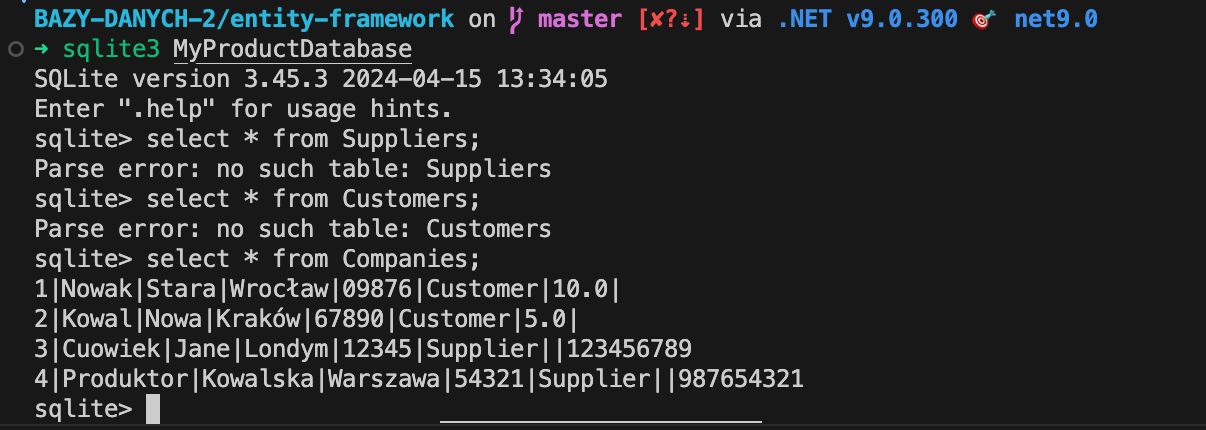 BAZY-DANYCH-2/entity-framework on master [✘?⇣] via .NET v9.0.300 🎯 net9.0
➜ sqlite3 MyProductDatabase
SQLite version 3.45.3 2024-04-15 13:34:05
Enter ".help" for usage hints.
sqlite> select * from Suppliers;
Parse error: no such table: Suppliers
sqlite> select * from Customers;
Parse error: no such table: Customers
sqlite> select * from Companies;
1|Nowak|Stara|Wrocław|09876|Customer|10.0|
2|Kowal|Nowa|Kraków|67890|Customer|5.0|
3|Cuowiek|Jane|Londym|12345|Supplier||123456789
4|Produktor|Kowalska|Warszawa|54321|Supplier||987654321
sqlite>